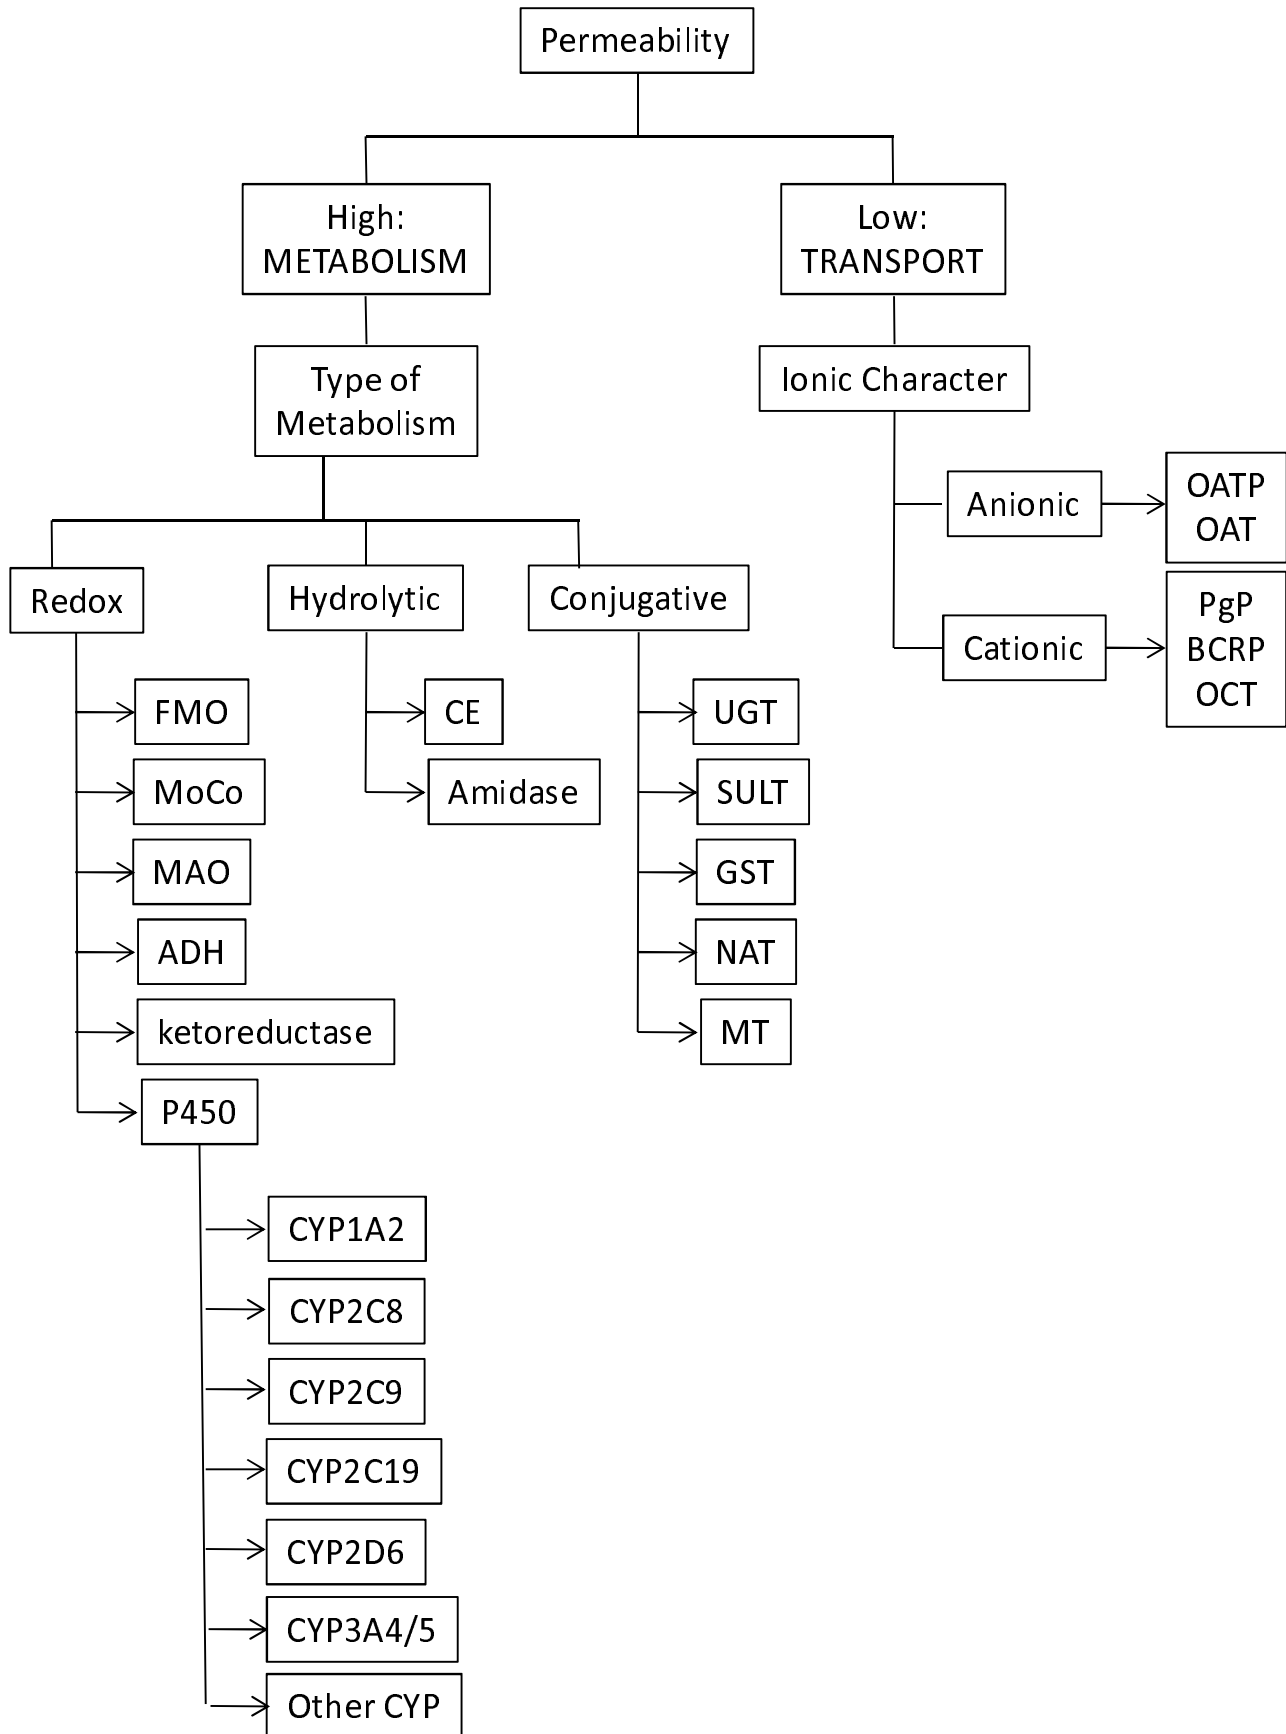 Permeability
High:
METABOLISM
Low:
TRANSPORT
Type of
Metabolism
Ionic Character
Anionic
OATP
OAT
Cationic
PgP
BCRP
OCT
Redox
Hydrolytic
Conjugative
FMO
MoCo
MAO
ADH
ketoreductase
P450
CE
Amidase
UGT
SULT
GST
NAT
MT
CYP1A2
CYP2C8
CYP2C9
CYP2C19
CYP2D6
CYP3A4/5
Other CYP